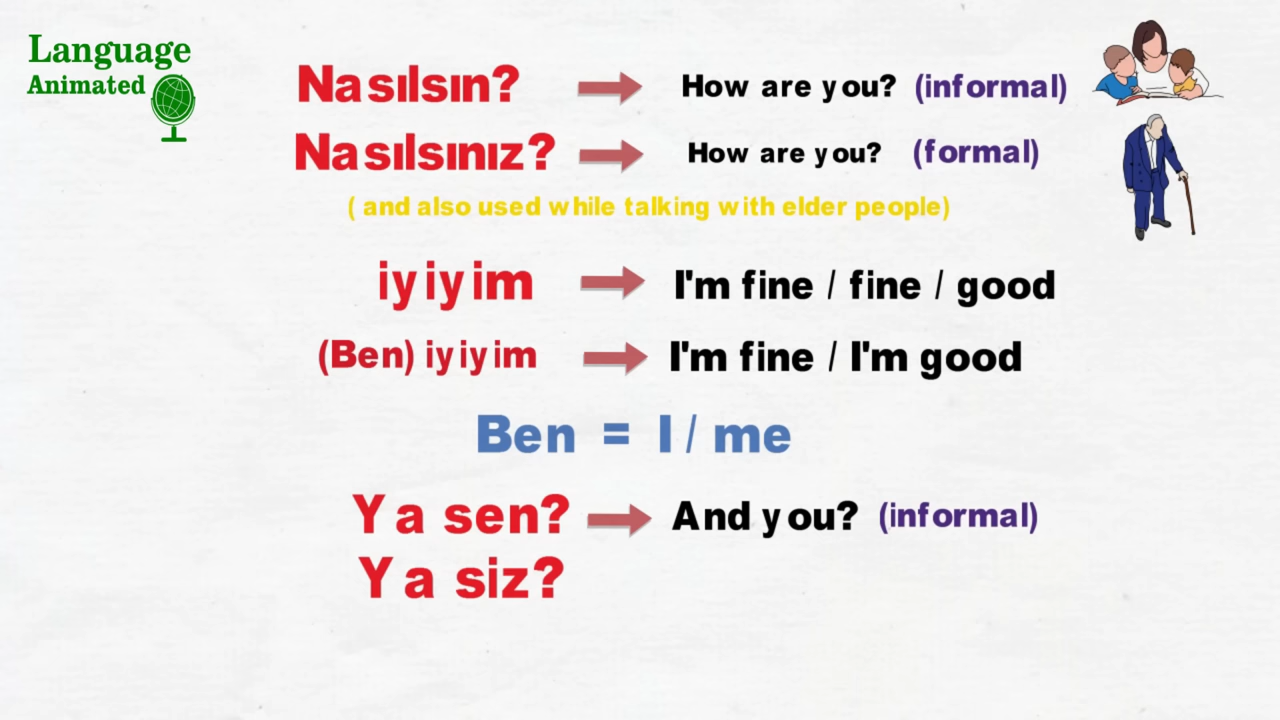 Language
Animated
Nasılsın? How are you? (informal)
Nasılsınız? How are you? (formal)
( and also used while talking with elder people)
iyiyim I'm fine / fine / good
(Ben) iyiyim I'm fine / I'm good
Ben = I / me
Ya sen? And you? (informal)
Ya siz?